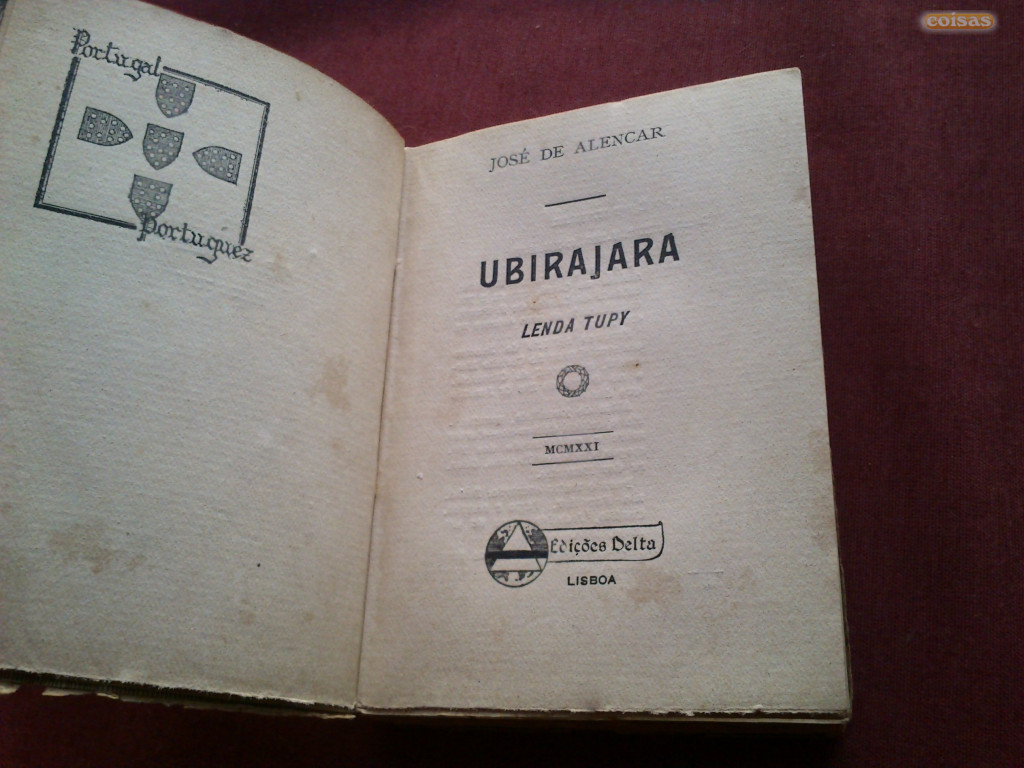 Portugal
Portuguez
JOSÉ DE ALENCAR
UBIRAJARA
LENDA TUPY
MCMXXI
Edições Delta
LISBOA
coisas